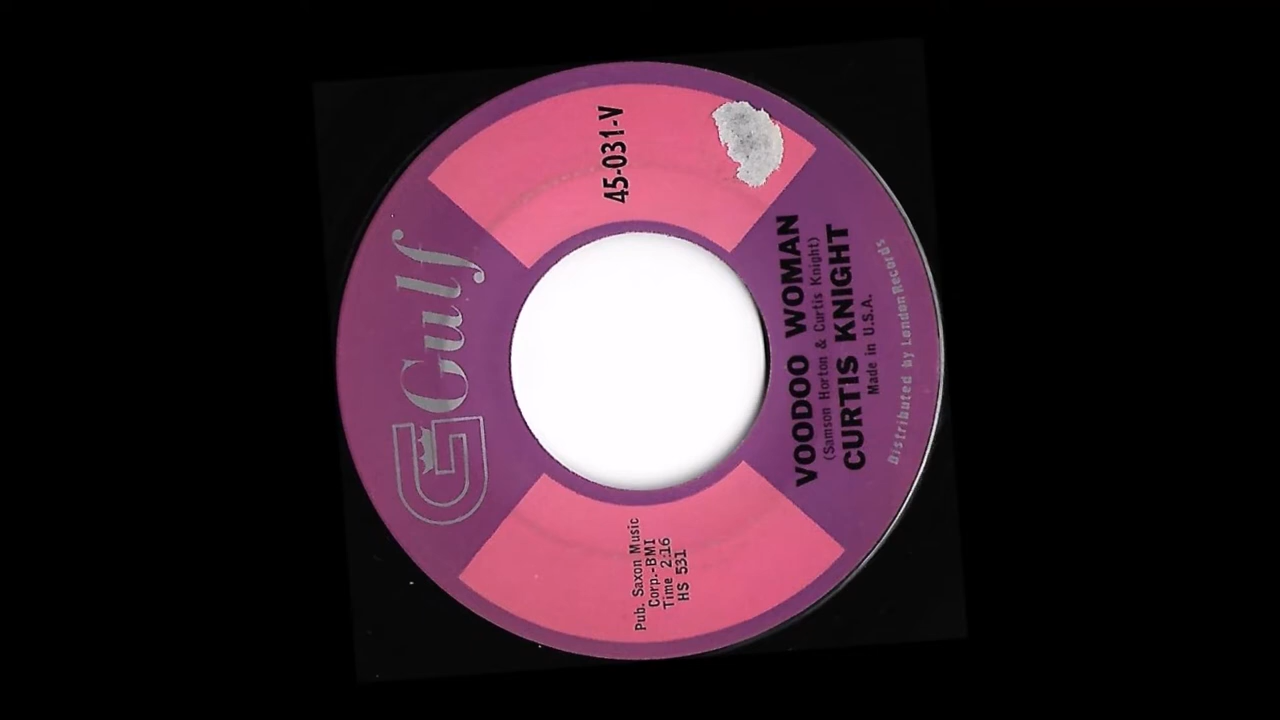 Gulf
Pub. Saxon Music
Corp.-BMI
Time 2:16
HS 531
45-031-V
VOODOO WOMAN
(Samson Horton & Curtis Knight)
CURTIS KNIGHT
Made in U.S.A.
Distributed by London Records